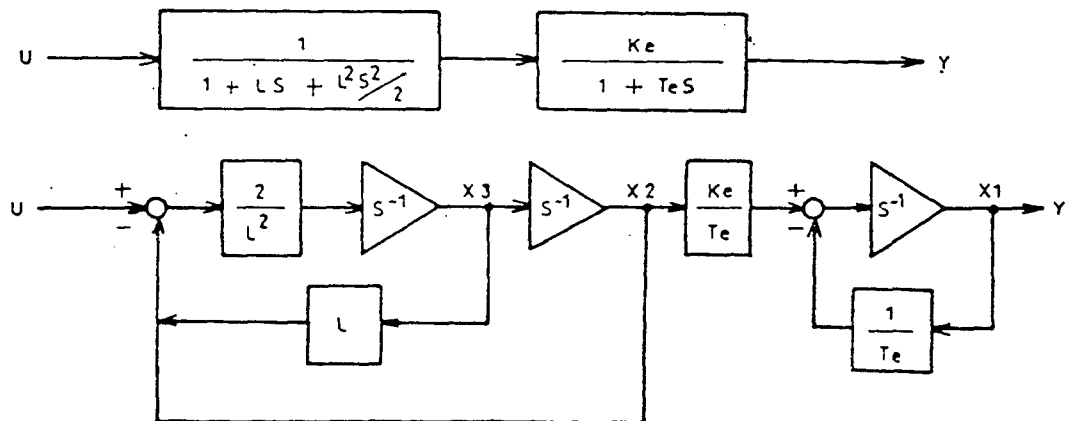 U
1
1 + LS + L²S²/2
Ke
1 + TeS
Y
U
+
-
2
L²
S⁻¹
X3
S⁻¹
X2
Ke
Te
+
-
S⁻¹
X1
Y
L
1
Te